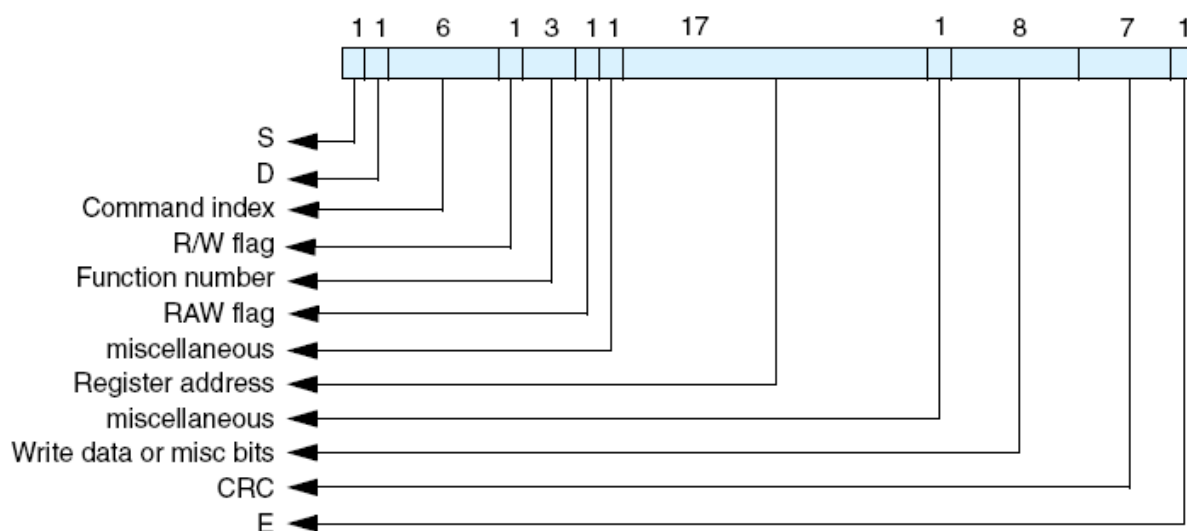 1 1 6 1 3 1 1 17 1 8 7 1
S
D
Command index
R/W flag
Function number
RAW flag
miscellaneous
Register address
miscellaneous
Write data or misc bits
CRC
E